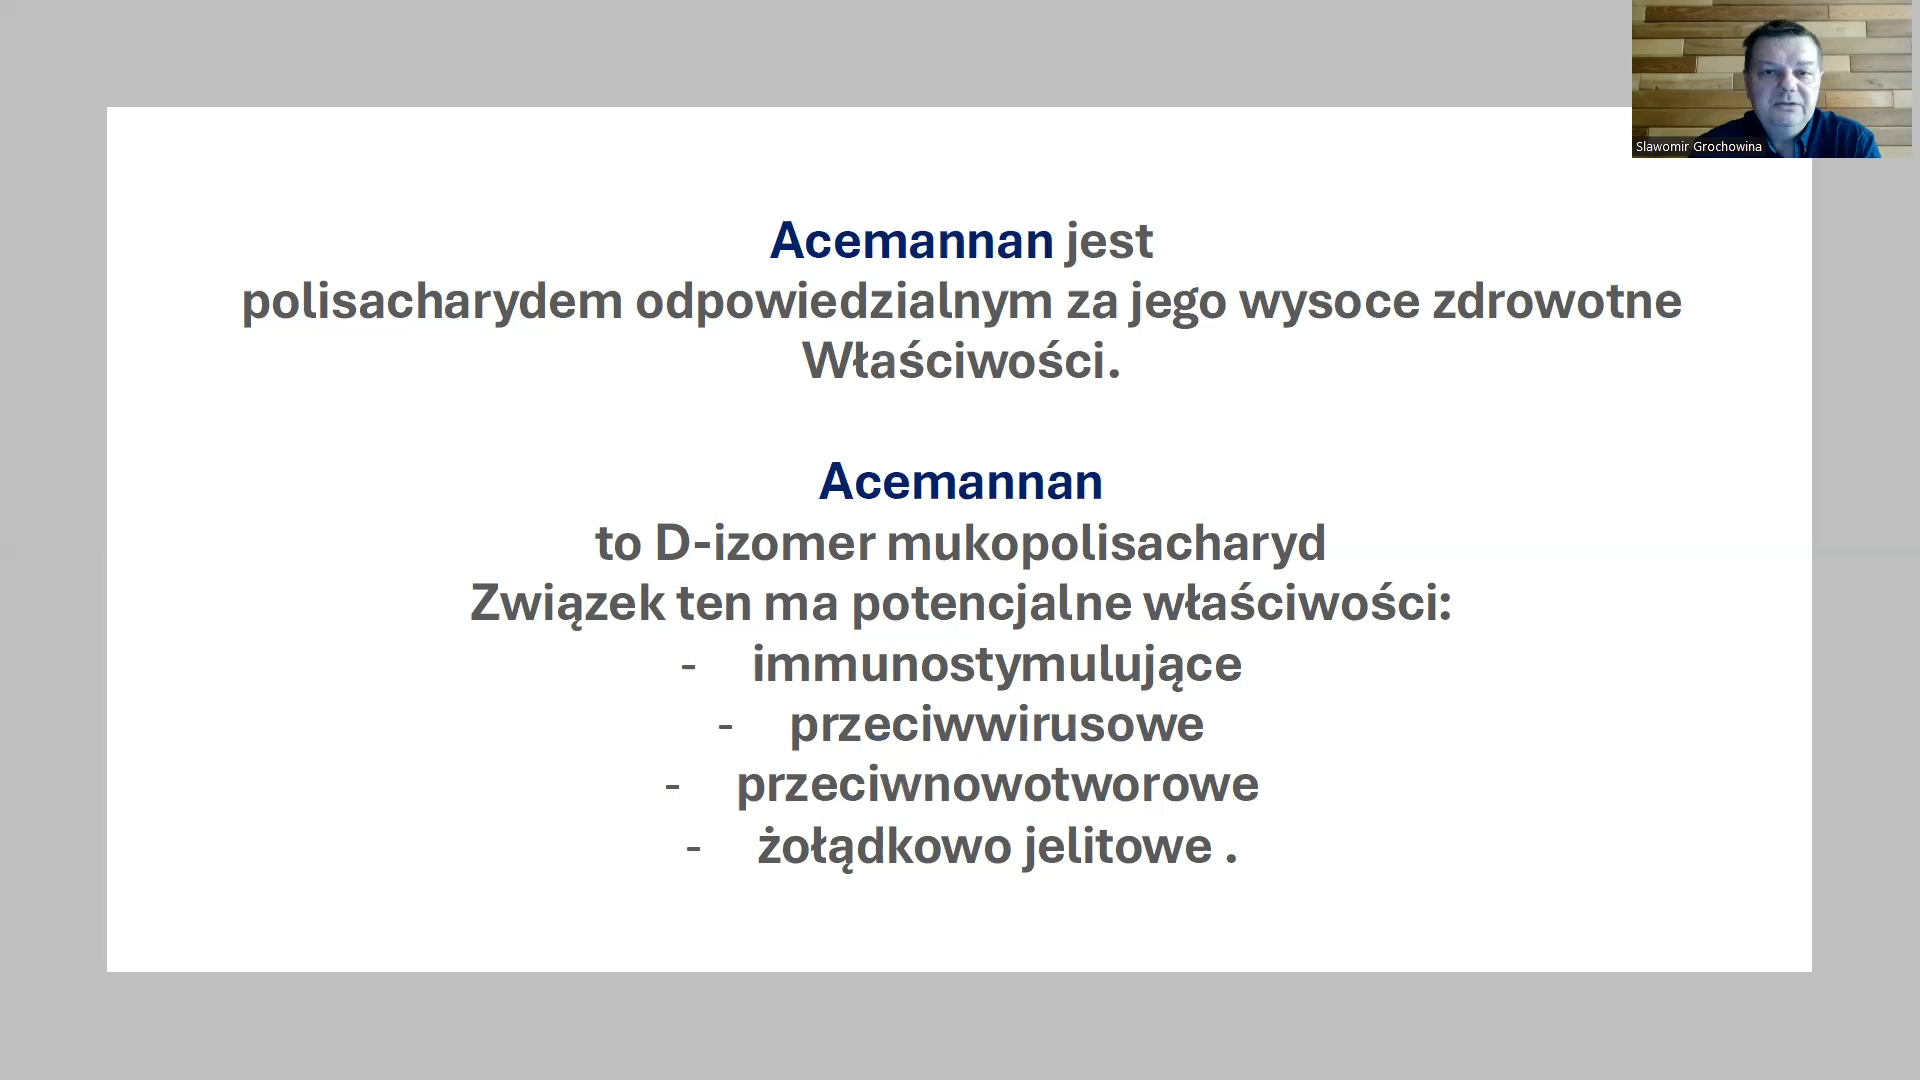 Slawomir Grochowina
Acemannan jest
polisacharydem odpowiedzialnym za jego wysoce zdrowotne
Właściwości.
Acemannan
to D-izomer mukopolisacharyd
Związek ten ma potencjalne właściwości:
- immunostymulujące
- przeciwwirusowe
- przeciwnowotworowe
- żołądkowo jelitowe .